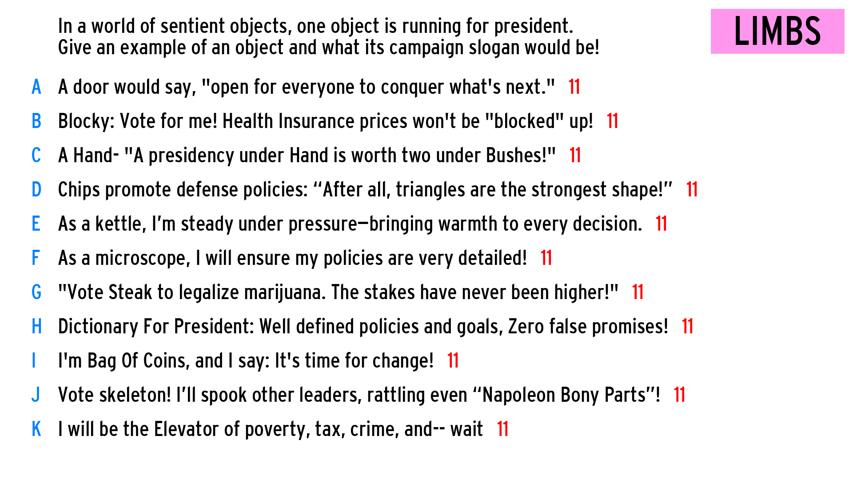 In a world of sentient objects, one object is running for president.
Give an example of an object and what its campaign slogan would be!
LIMBS
A A door would say, "open for everyone to conquer what's next." 11
B Blocky: Vote for me! Health Insurance prices won't be "blocked" up! 11
C A Hand- "A presidency under Hand is worth two under Bushes!" 11
D Chips promote defense policies: “After all, triangles are the strongest shape!” 11
E As a kettle, I’m steady under pressure—bringing warmth to every decision. 11
F As a microscope, I will ensure my policies are very detailed! 11
G "Vote Steak to legalize marijuana. The stakes have never been higher!" 11
H Dictionary For President: Well defined policies and goals, Zero false promises! 11
I I'm Bag Of Coins, and I say: It's time for change! 11
J Vote skeleton! I’ll spook other leaders, rattling even “Napoleon Bony Parts”! 11
K I will be the Elevator of poverty, tax, crime, and-- wait 11